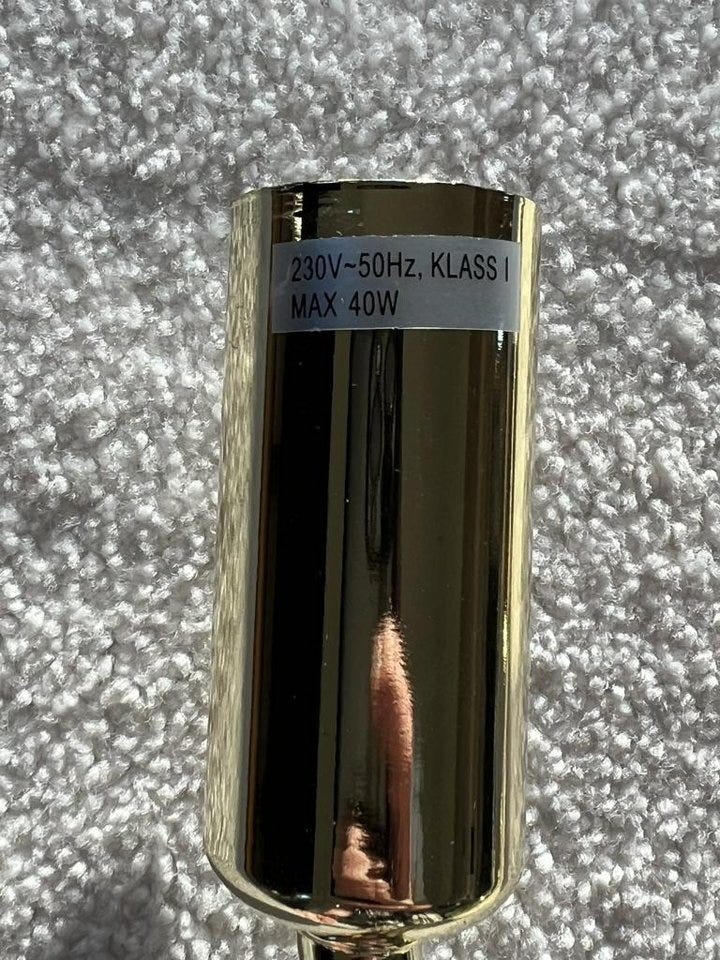 230V~50Hz, KLASS I
MAX 40W